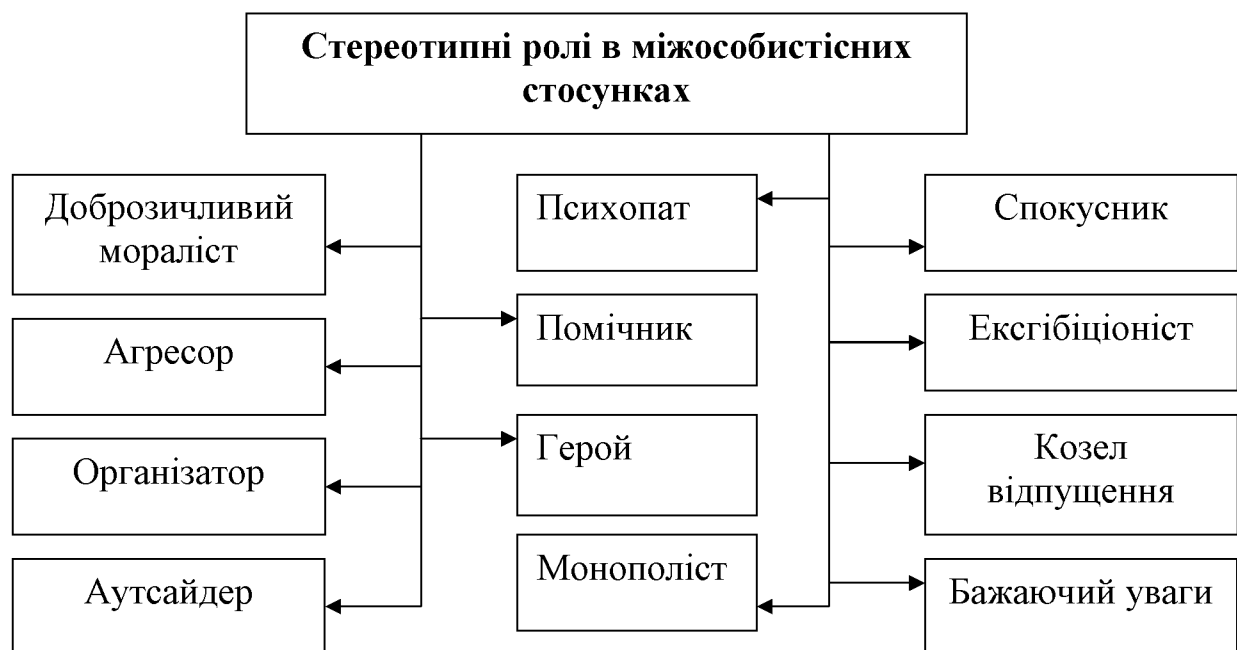 Стереотипні ролі в міжособистісних
стосунках
Доброзичливий
мораліст
Психопат
Спокусник
Агресор
Помічник
Ексгібіціоніст
Організатор
Герой
Козел
відпущення
Аутсайдер
Монополіст
Бажаючий уваги